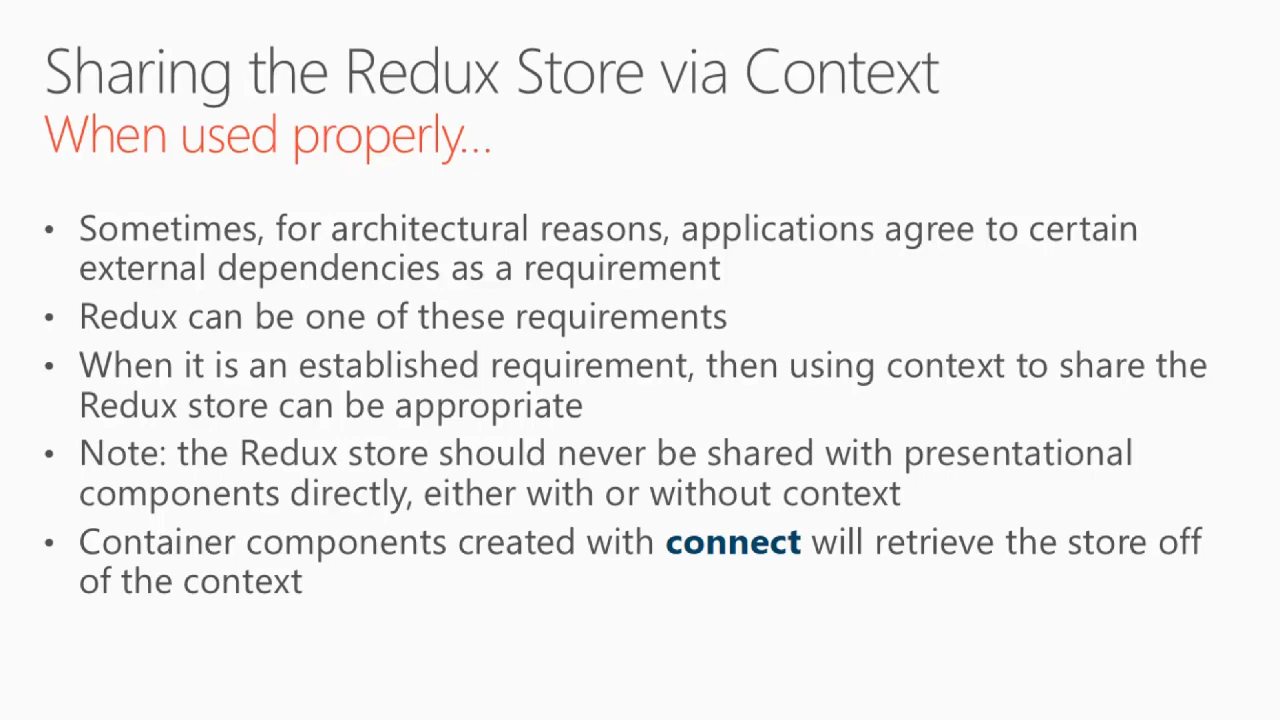 Sharing the Redux Store via Context
When used properly...
• Sometimes, for architectural reasons, applications agree to certain
external dependencies as a requirement
• Redux can be one of these requirements
• When it is an established requirement, then using context to share the
Redux store can be appropriate
• Note: the Redux store should never be shared with presentational
components directly, either with or without context
• Container components created with connect will retrieve the store off
of the context